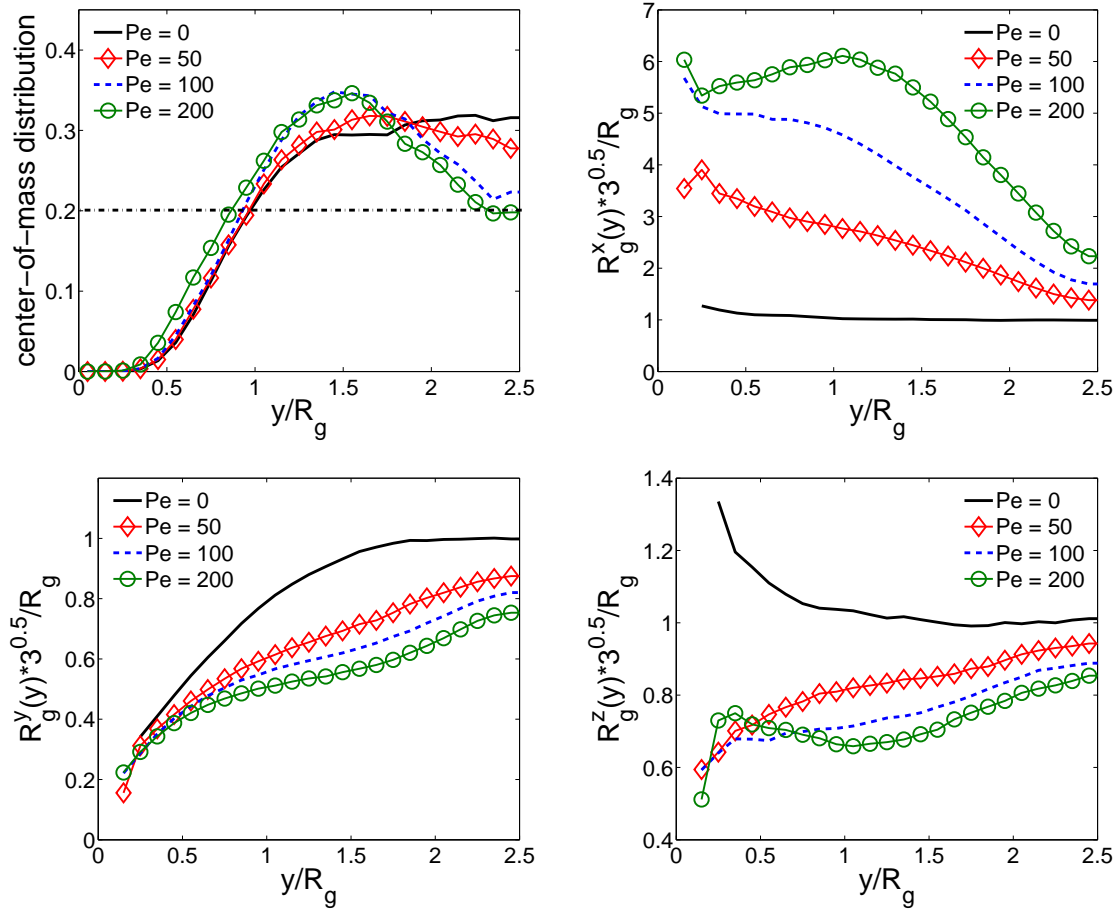 center−of−mass distribution
0.4
0.3
0.2
0.1
0
Pe = 0
Pe = 50
Pe = 100
Pe = 200
0 0.5 1 1.5 2 2.5
y/R_g
R_g^x(y)*3^0.5/R_g
7
6
5
4
3
2
1
0
Pe = 0
Pe = 50
Pe = 100
Pe = 200
0 0.5 1 1.5 2 2.5
y/R_g
R_g^y(y)*3^0.5/R_g
1
0.8
0.6
0.4
0.2
0
Pe = 0
Pe = 50
Pe = 100
Pe = 200
0 0.5 1 1.5 2 2.5
y/R_g
R_g^z(y)*3^0.5/R_g
1.4
1.2
1
0.8
0.6
0.4
Pe = 0
Pe = 50
Pe = 100
Pe = 200
0 0.5 1 1.5 2 2.5
y/R_g